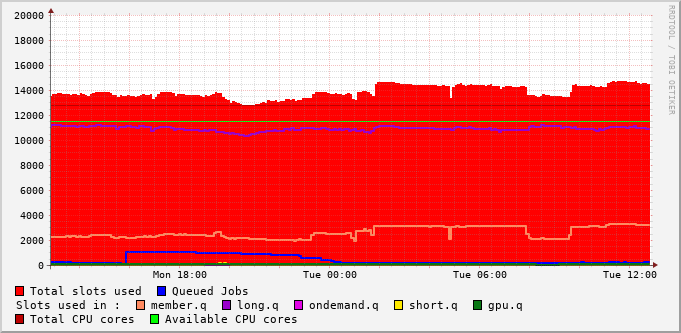 RRDTOOL / TOBI OETIKER
20000
18000
16000
14000
12000
10000
8000
6000
4000
2000
0
Mon 18:00 Tue 00:00 Tue 06:00 Tue 12:00
Total slots used Queued Jobs
Slots used in : member.q long.q ondemand.q short.q gpu.q
Total CPU cores Available CPU cores